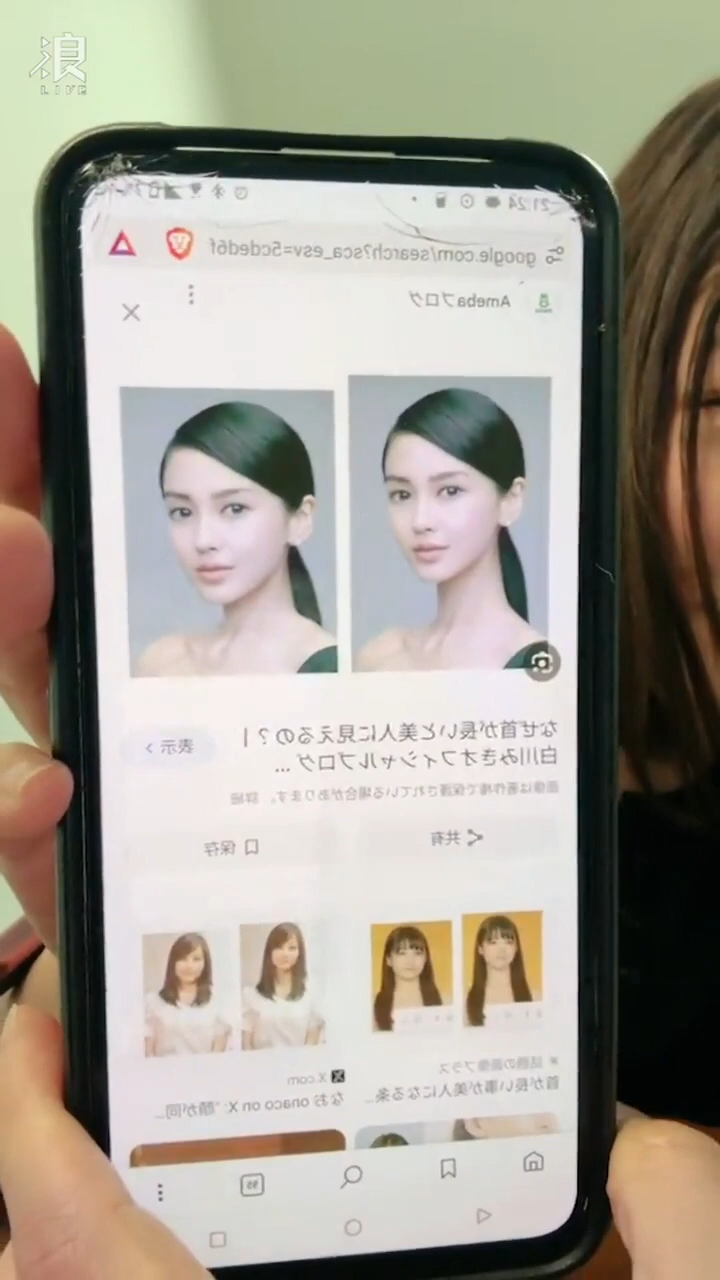 浪
LIVE
21:24
google.com/search?sca_esv=5cded6f
Amebaブログ
なぜ首が長いと美人に見えるの？ |
白川みきオフィシャルブログ ...
表示
画像は著作権で保護されている場合があります。 詳細
共有
保存
話題の画像プラス
首が長い事が美人になる条...
X.com
なお onaco on X: "顔が同...
95